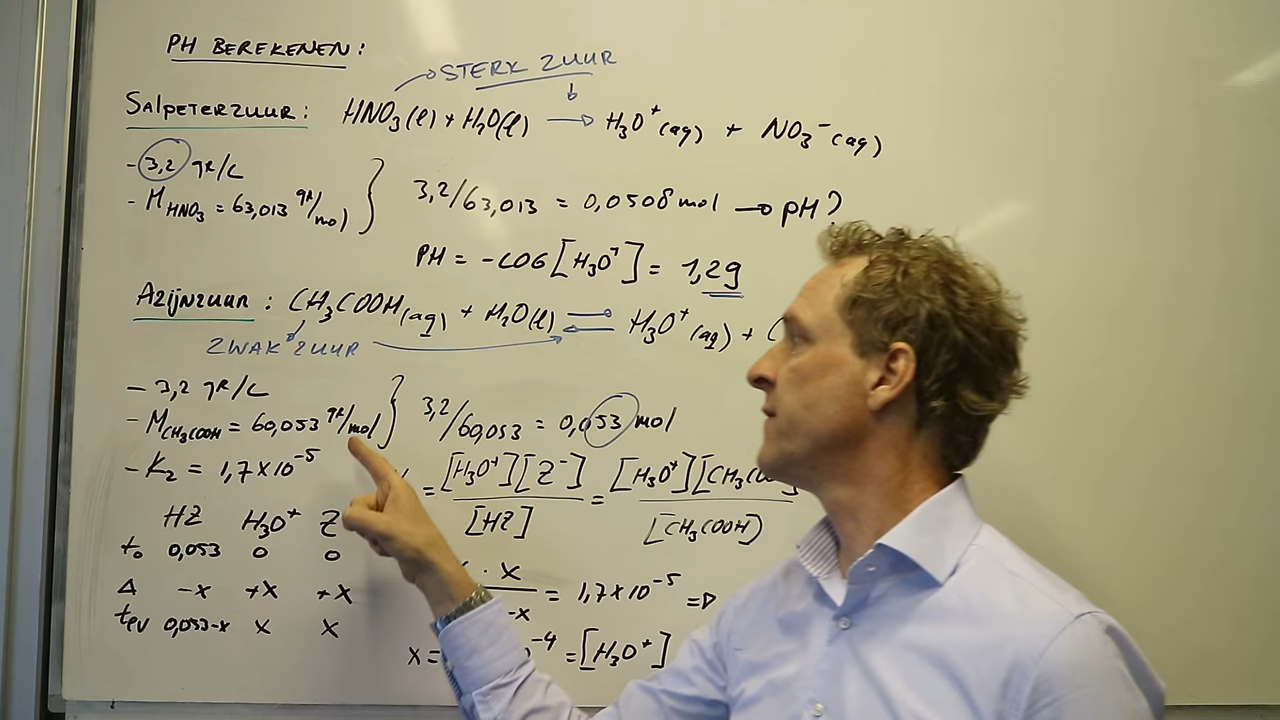 PH BEREKENEN:
STERK ZUUR
SALPETERZUUR: HNO₃(l) + H₂O(l) → H₃O⁺(aq) + NO₃⁻(aq)
- 3,2 gR/L
- M HNO₃ = 63,013 gR/mol } 3,2/63,013 = 0,0508 mol → pH?
PH = -LOG [H₃O⁺] = 1,29
AZIJNZUUR: CH₃COOH(aq) + H₂O(l) ⇌ H₃O⁺(aq) +
ZWAK ZUUR
- 3,2 gR/L
- M CH₃COOH = 60,053 gR/mol } 3,2/60,053 = 0,053 mol
- Kz = 1,7 x 10⁻⁵
= [H₃O⁺][Z⁻] / [HZ] = [H₃O⁺][CH₃COO / [CH₃COOH]
HZ H₃O⁺ Z
t₀ 0,053 0 0
Δ -x +x +x
· x / -x = 1,7 x 10⁻⁵ =>
tev 0,053-x x x
x = ⁻⁴ = [H₃O⁺]